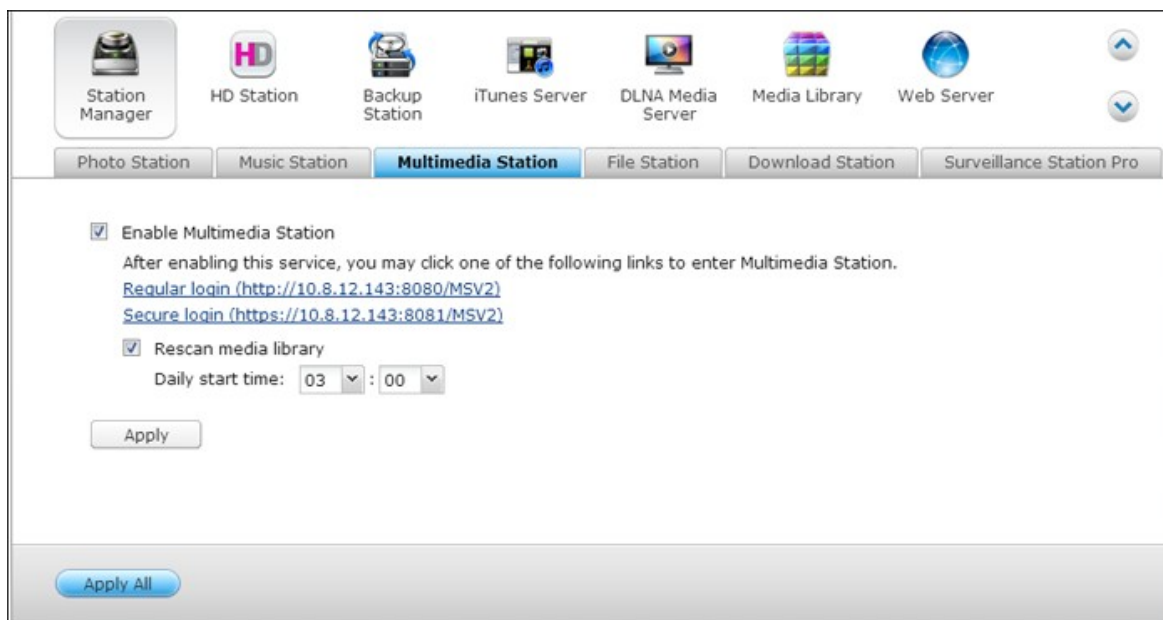 HD
Station Manager
HD Station
Backup Station
iTunes Server
DLNA Media Server
Media Library
Web Server
Photo Station
Music Station
Multimedia Station
File Station
Download Station
Surveillance Station Pro
Enable Multimedia Station
After enabling this service, you may click one of the following links to enter Multimedia Station.
Regular login (http://10.8.12.143:8080/MSV2)
Secure login (https://10.8.12.143:8081/MSV2)
Rescan media library
Daily start time: 03 : 00
Apply
Apply All